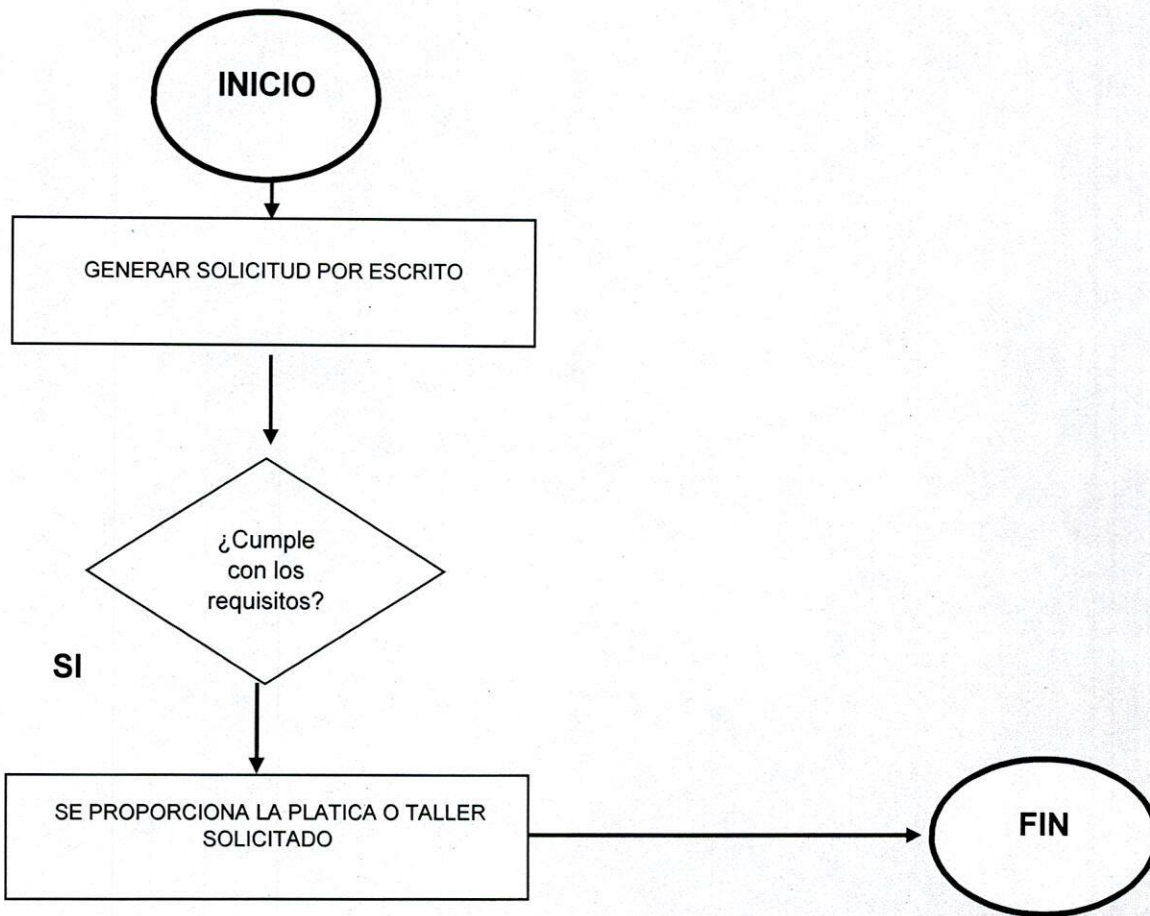 INICIO
GENERAR SOLICITUD POR ESCRITO
¿Cumple
con los
requisitos?
SI
SE PROPORCIONA LA PLATICA O TALLER
SOLICITADO
FIN